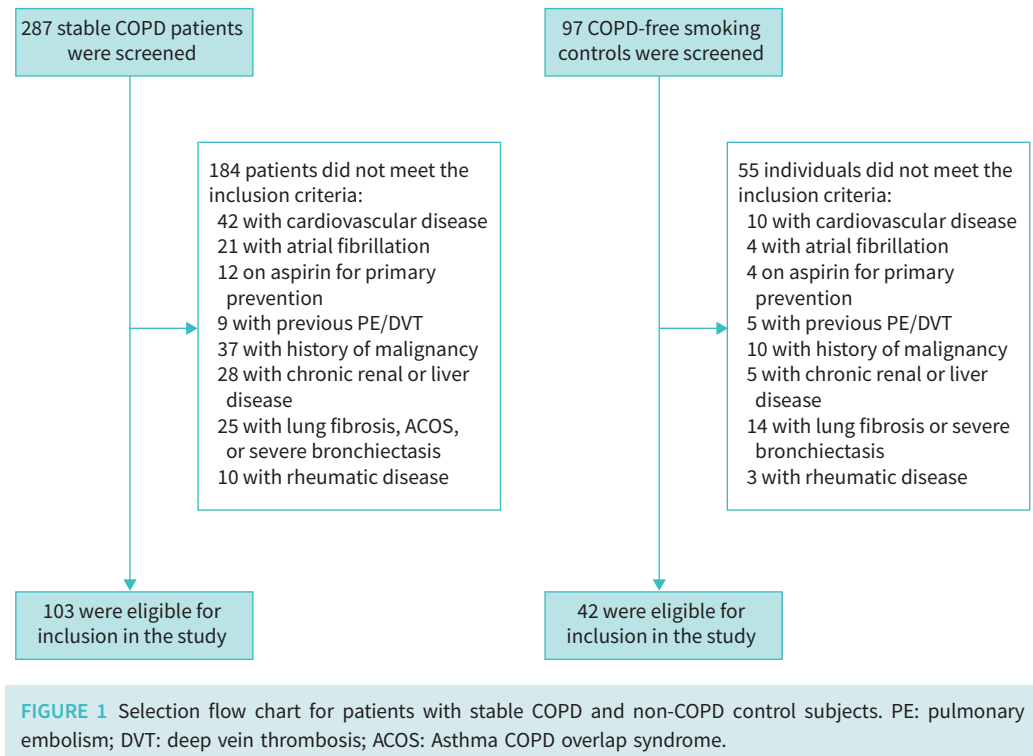 287 stable COPD patients
were screened
97 COPD-free smoking
controls were screened
184 patients did not meet the
inclusion criteria:
42 with cardiovascular disease
21 with atrial fibrillation
12 on aspirin for primary
prevention
9 with previous PE/DVT
37 with history of malignancy
28 with chronic renal or liver
disease
25 with lung fibrosis, ACOS,
or severe bronchiectasis
10 with rheumatic disease
55 individuals did not meet the
inclusion criteria:
10 with cardiovascular disease
4 with atrial fibrillation
4 on aspirin for primary
prevention
5 with previous PE/DVT
10 with history of malignancy
5 with chronic renal or liver
disease
14 with lung fibrosis or severe
bronchiectasis
3 with rheumatic disease
103 were eligible for
inclusion in the study
42 were eligible for
inclusion in the study
FIGURE 1 Selection flow chart for patients with stable COPD and non-COPD control subjects. PE: pulmonary
embolism; DVT: deep vein thrombosis; ACOS: Asthma COPD overlap syndrome.